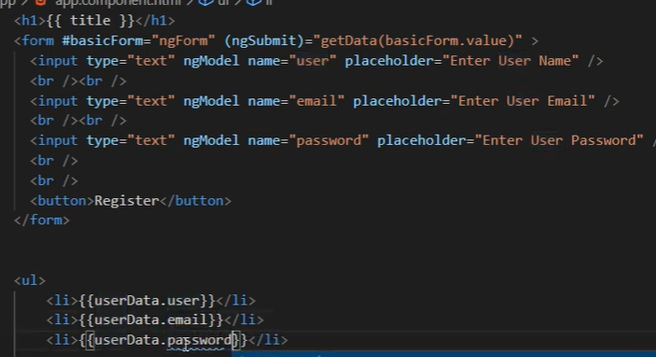 app.component.html
<h1>{{ title }}</h1>
<form #basicForm="ngForm" (ngSubmit)="getData(basicForm.value)" >
<input type="text" ngModel name="user" placeholder="Enter User Name" />
<br /><br />
<input type="text" ngModel name="email" placeholder="Enter User Email" />
<br /><br />
<input type="text" ngModel name="password" placeholder="Enter User Password" /
<br />
<br />
<button>Register</button>
</form>
<ul>
<li>{{userData.user}}</li>
<li>{{userData.email}}</li>
<li>{{userData.password}}</li>